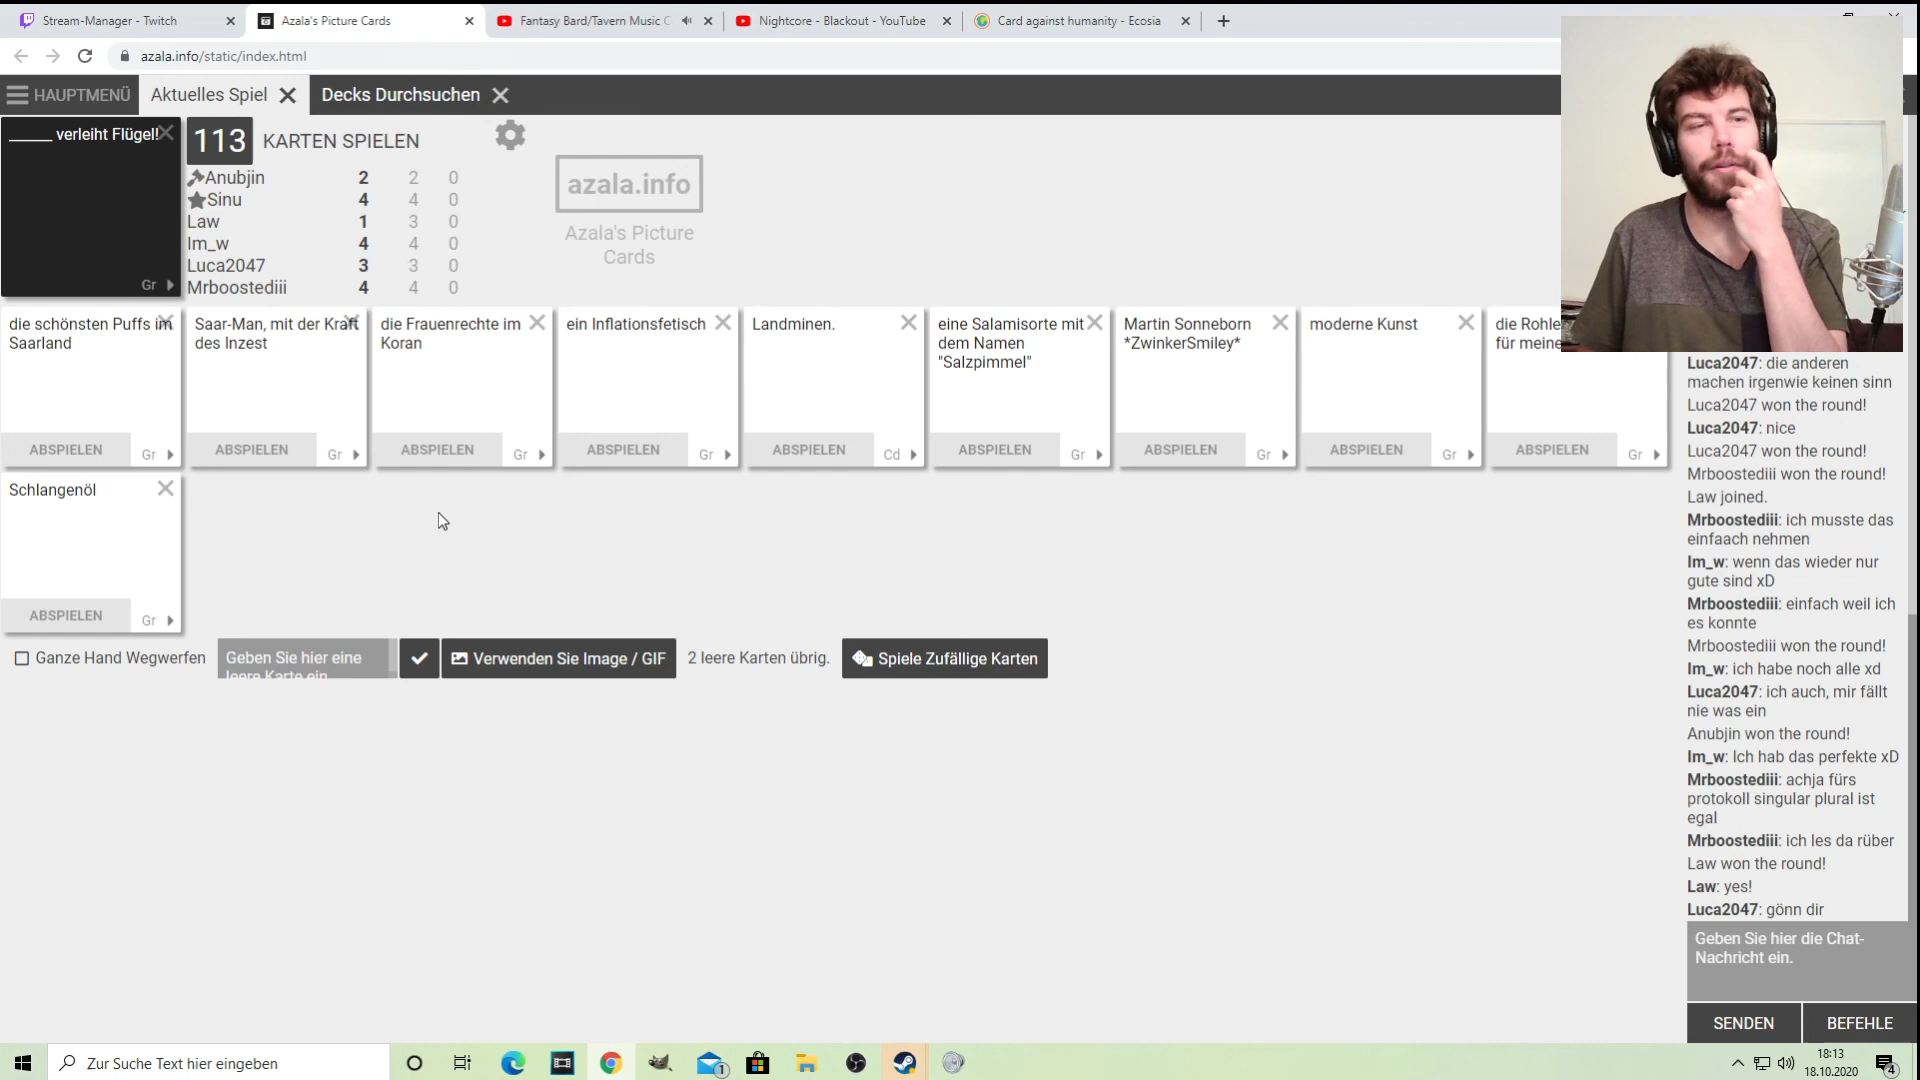 Stream-Manager - Twitch
Azala's Picture Cards
Fantasy Bard/Tavern Music C
Nightcore - Blackout - YouTube
Card against humanity - Ecosia
azala.info/static/index.html
HAUPTMENÜ
Aktuelles Spiel
Decks Durchsuchen
______ verleiht Flügel!
Gr
113 KARTEN SPIELEN
Anubjin 2 2 0
Sinu 4 4 0
Law 1 3 0
Im_w 4 4 0
Luca2047 3 3 0
Mrboostediii 4 4 0
azala.info
Azala's Picture
Cards
die schönsten Puffs im
Saarland
ABSPIELEN
Gr
Saar-Man, mit der Kraft
des Inzest
ABSPIELEN
Gr
die Frauenrechte im
Koran
ABSPIELEN
Gr
ein Inflationsfetisch
ABSPIELEN
Gr
Landminen.
ABSPIELEN
Cd
eine Salamisorte mit
dem Namen
"Salzpimmel"
ABSPIELEN
Gr
Martin Sonneborn
*ZwinkerSmiley*
ABSPIELEN
Gr
moderne Kunst
ABSPIELEN
Gr
die
für meine
ABSPIELEN
Gr
Schlangenöl
ABSPIELEN
Gr
Ganze Hand Wegwerfen
Geben Sie hier eine
leere Karte ein
Verwenden Sie Image / GIF
2 leere Karten übrig.
Spiele Zufällige Karten
Luca2047: die anderen
machen irgenwie keinen sinn
Luca2047 won the round!
Luca2047: nice
Luca2047 won the round!
Mrboostediii won the round!
Law joined.
Mrboostediii: ich musste das
einfaach nehmen
Im_w: wenn das wieder nur
gute sind xD
Mrboostediii: einfach weil ich
es konnte
Mrboostediii won the round!
Im_w: ich habe noch alle xd
Luca2047: ich auch, mir fällt
nie was ein
Anubjin won the round!
Im_w: Ich hab das perfekte xD
Mrboostediii: achja fürs
protokoll singular plural ist
egal
Mrboostediii: ich les da rüber
Law won the round!
Law: yes!
Luca2047: gönn dir
Geben Sie hier die Chat-
Nachricht ein.
SENDEN
BEFEHLE
Zur Suche Text hier eingeben
1
18:13
18.10.2020
4